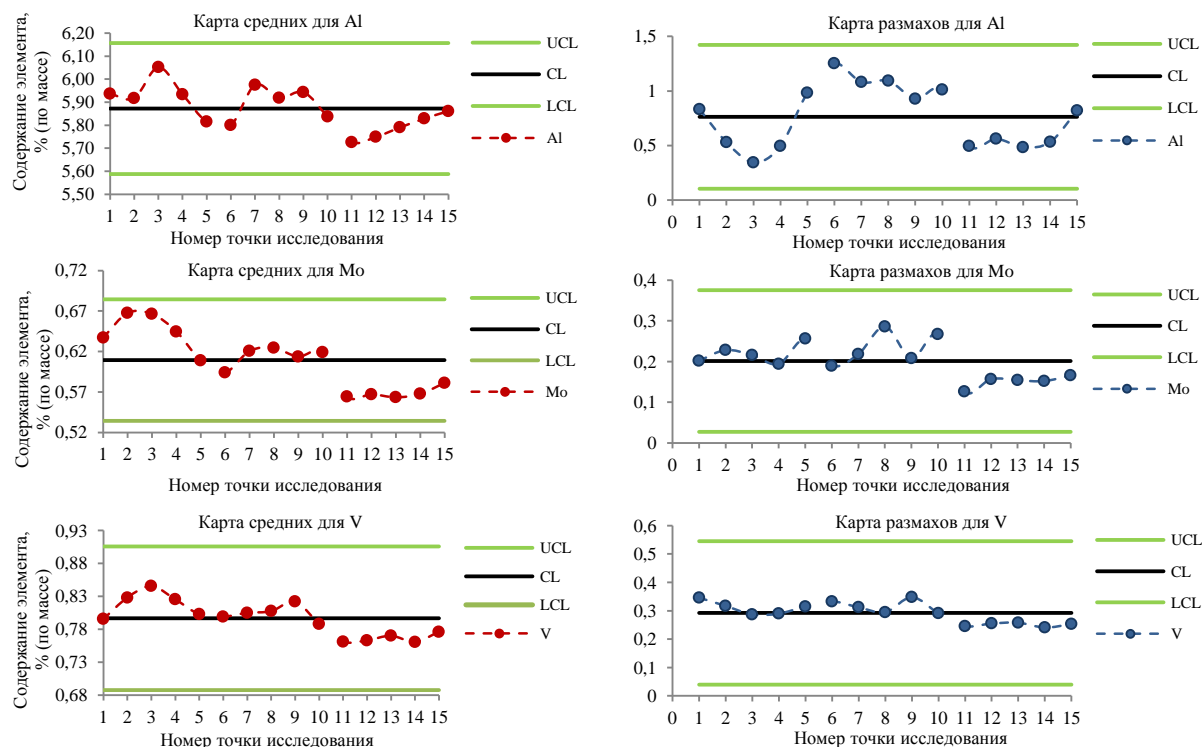 Карта средних для Al
Содержание элемента,
% (по массе)
6,20
6,10
6,00
5,90
5,80
5,70
5,60
5,50
1 2 3 4 5 6 7 8 9 10 11 12 13 14 15
Номер точки исследования
UCL
CL
LCL
Al
Карта размахов для Al
1,5
1
0,5
0
0 1 2 3 4 5 6 7 8 9 10 11 12 13 14 15
Номер точки исследования
UCL
CL
LCL
Al
Карта средних для Mo
Содержание элемента,
% (по массе)
0,72
0,67
0,62
0,57
0,52
1 2 3 4 5 6 7 8 9 10 11 12 13 14 15
Номер точки исследования
UCL
CL
LCL
Mo
Карта размахов для Mo
0,4
0,3
0,2
0,1
0
0 1 2 3 4 5 6 7 8 9 10 11 12 13 14 15
Номер точки исследования
UCL
CL
LCL
Mo
Карта средних для V
Содержание элемента,
% (по массе)
0,93
0,88
0,83
0,78
0,73
0,68
1 2 3 4 5 6 7 8 9 10 11 12 13 14 15
Номер точки исследования
UCL
CL
LCL
V
Карта размахов для V
0,6
0,5
0,4
0,3
0,2
0,1
0
0 1 2 3 4 5 6 7 8 9 10 11 12 13 14 15
Номер точки исследования
UCL
CL
LCL
V